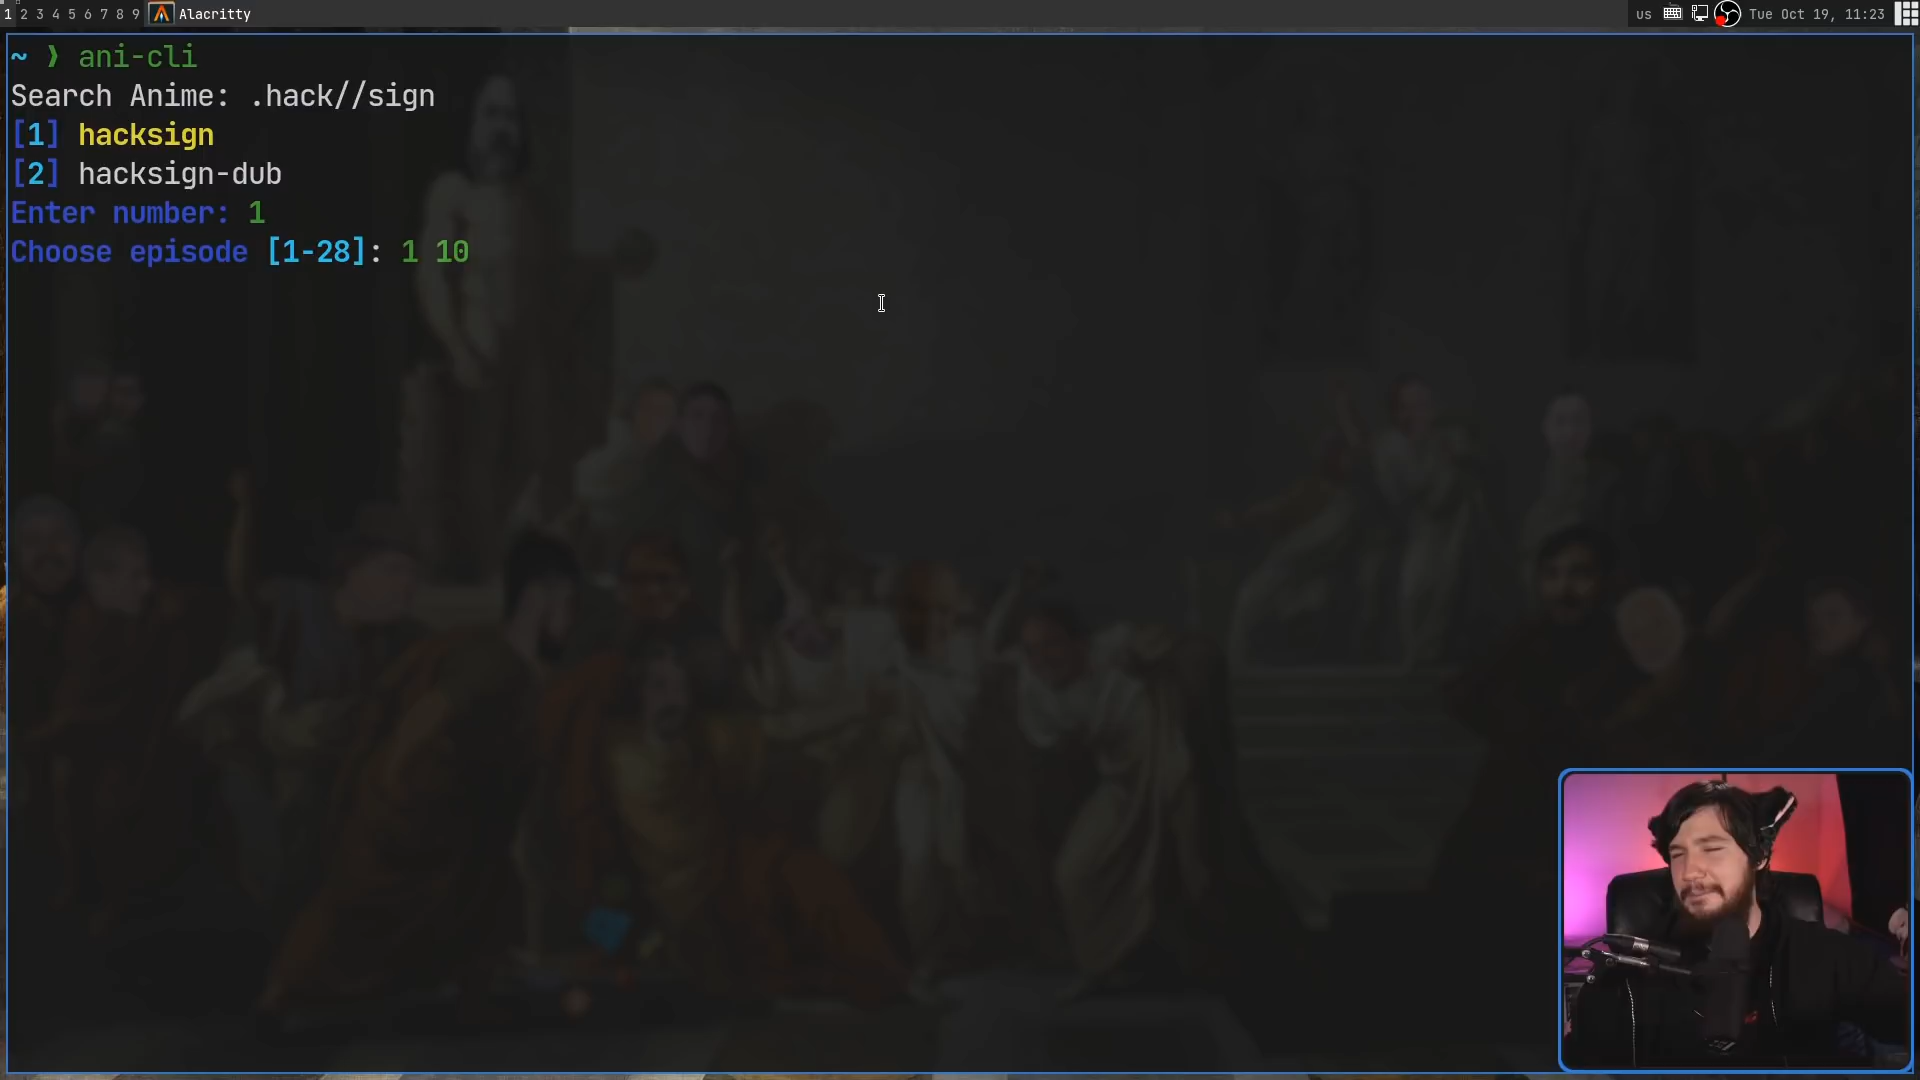 1 2 3 4 5 6 7 8 9 Alacritty us Tue Oct 19, 11:23
~ ❯ ani-cli
Search Anime: .hack//sign
[1] hacksign
[2] hacksign-dub
Enter number: 1
Choose episode [1-28]: 1 10